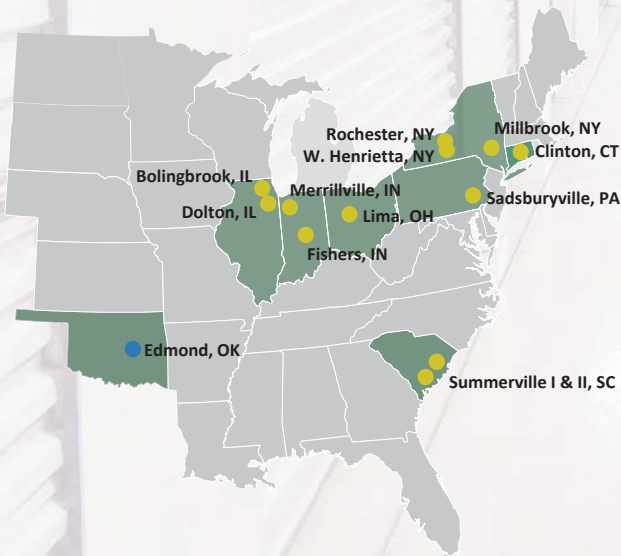 Rochester, NY
Millbrook, NY
W. Henrietta, NY
Clinton, CT
Bolingbrook, IL
Merrillville, IN
Sadsburyville, PA
Dolton, IL
Lima, OH
Fishers, IN
Edmond, OK
Summerville I & II, SC